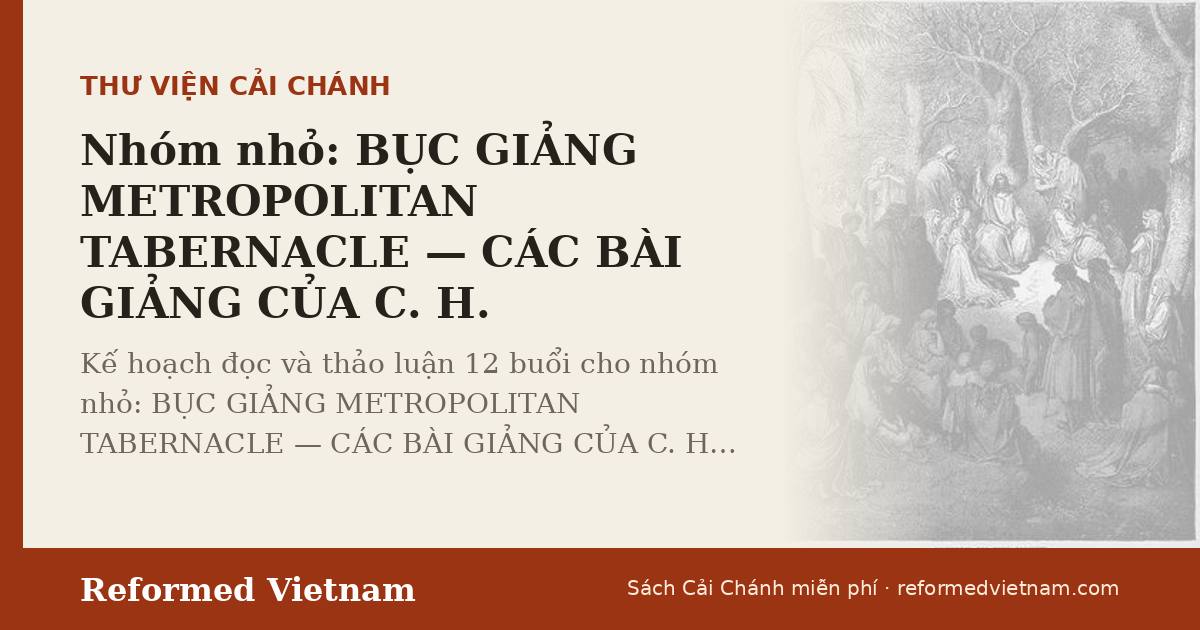 THƯ VIỆN CẢI CHÁNH
Nhóm nhỏ: BỤC GIẢNG
METROPOLITAN
TABERNACLE — CÁC BÀI
GIẢNG CỦA C. H.
Kế hoạch đọc và thảo luận 12 buổi cho nhóm
nhỏ: BỤC GIẢNG METROPOLITAN
TABERNACLE — CÁC BÀI GIẢNG CỦA C. H…
Reformed Vietnam
Sách Cải Chánh miễn phí · reformedvietnam.com